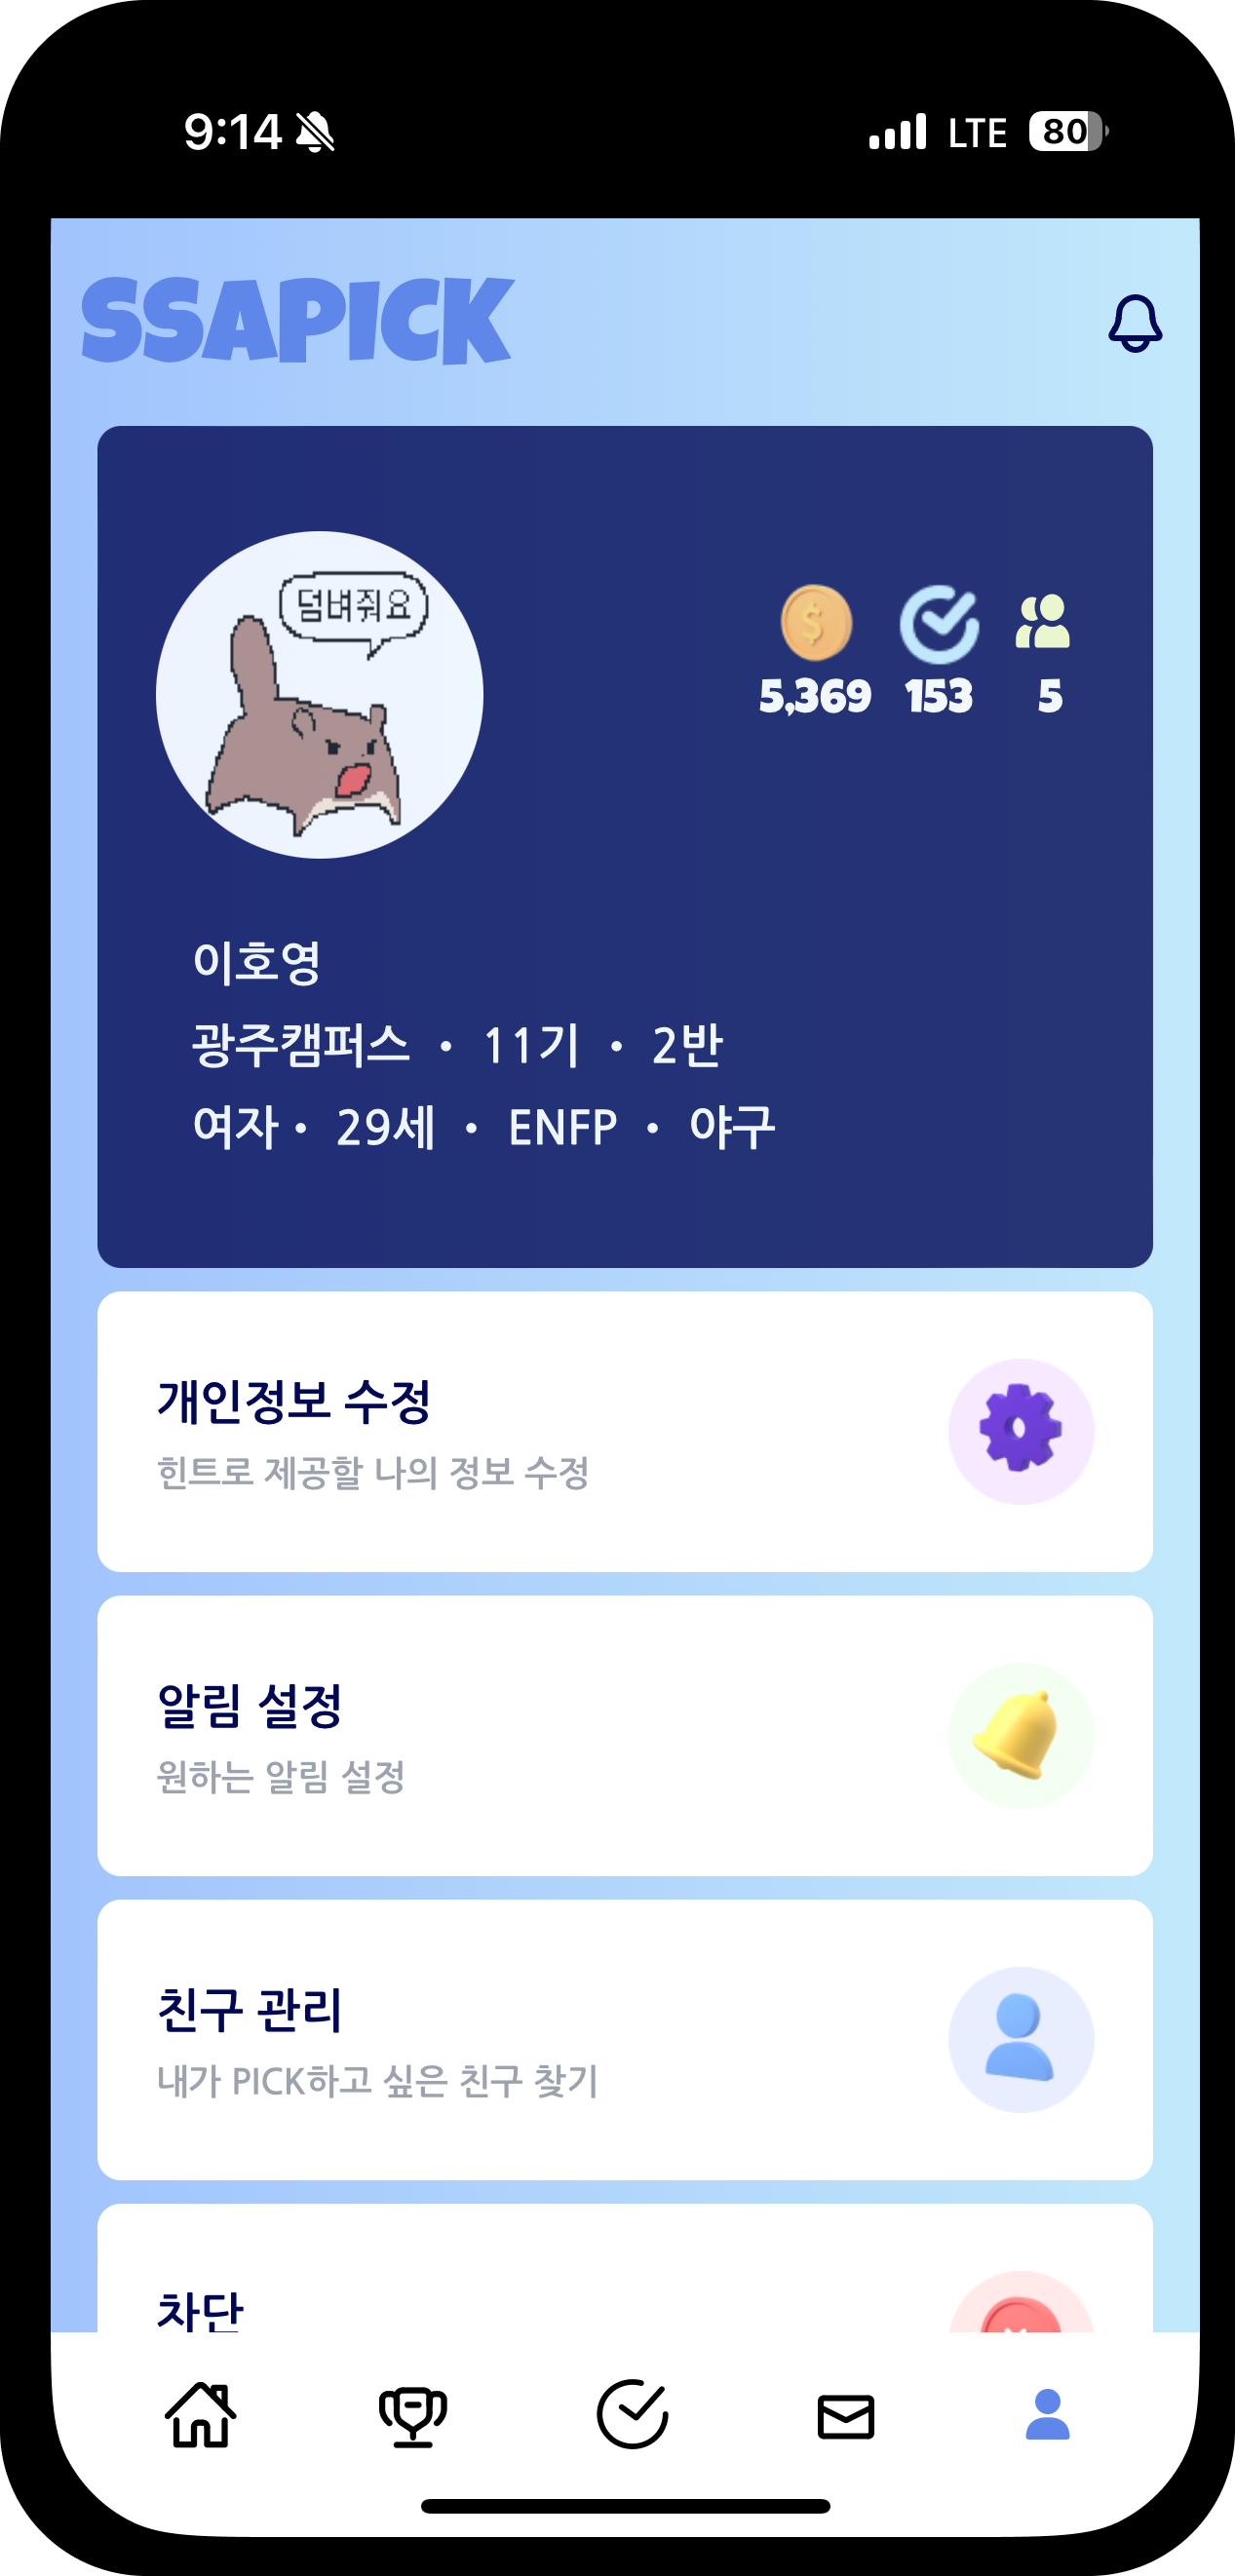 9:14 LTE 80
SSAPICK
덤벼줘요
5,369 153 5
이호영
광주캠퍼스 • 11기 • 2반
여자 • 29세 • ENFP • 야구
개인정보 수정
힌트로 제공할 나의 정보 수정
알림 설정
원하는 알림 설정
친구 관리
내가 PICK하고 싶은 친구 찾기
차단